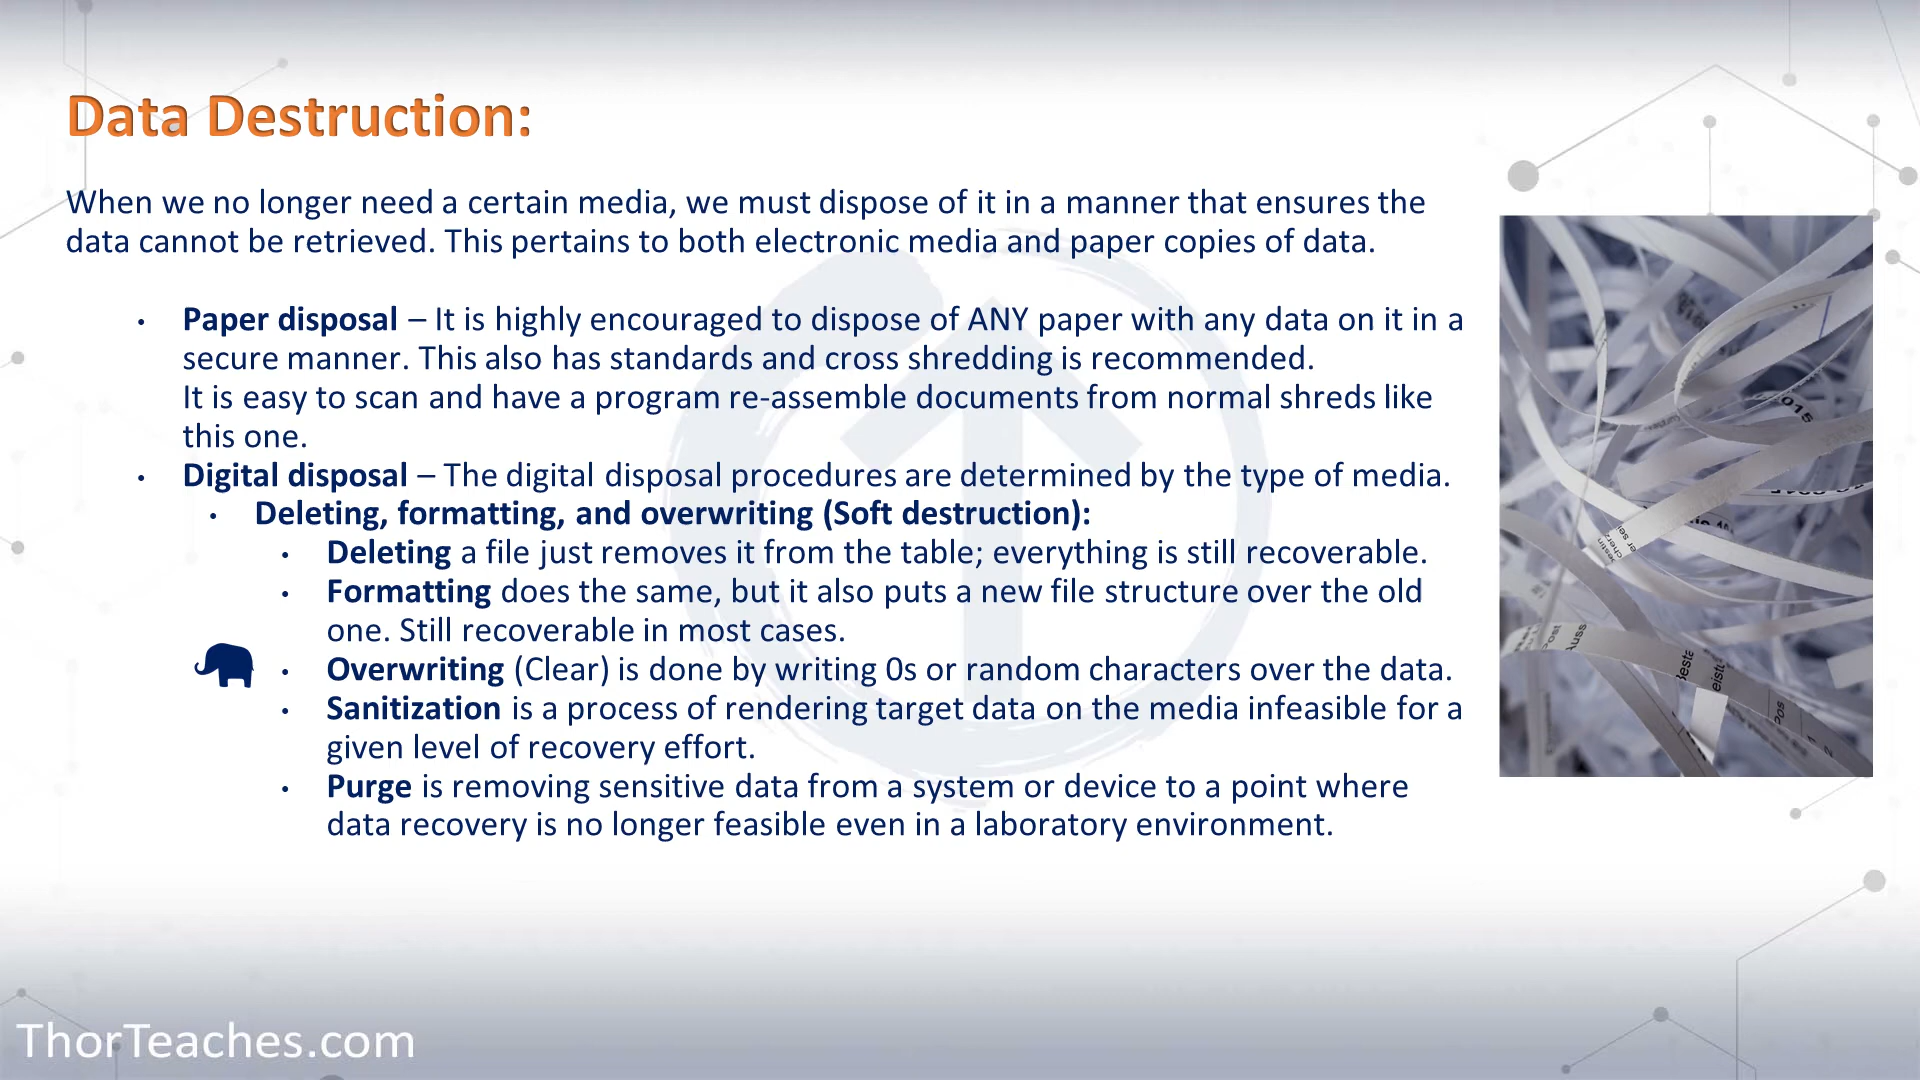 Data Destruction:
When we no longer need a certain media, we must dispose of it in a manner that ensures the
data cannot be retrieved. This pertains to both electronic media and paper copies of data.
• Paper disposal – It is highly encouraged to dispose of ANY paper with any data on it in a
secure manner. This also has standards and cross shredding is recommended.
It is easy to scan and have a program re-assemble documents from normal shreds like
this one.
• Digital disposal – The digital disposal procedures are determined by the type of media.
• Deleting, formatting, and overwriting (Soft destruction):
• Deleting a file just removes it from the table; everything is still recoverable.
• Formatting does the same, but it also puts a new file structure over the old
one. Still recoverable in most cases.
• Overwriting (Clear) is done by writing 0s or random characters over the data.
• Sanitization is a process of rendering target data on the media infeasible for a
given level of recovery effort.
• Purge is removing sensitive data from a system or device to a point where
data recovery is no longer feasible even in a laboratory environment.
ThorTeaches.com